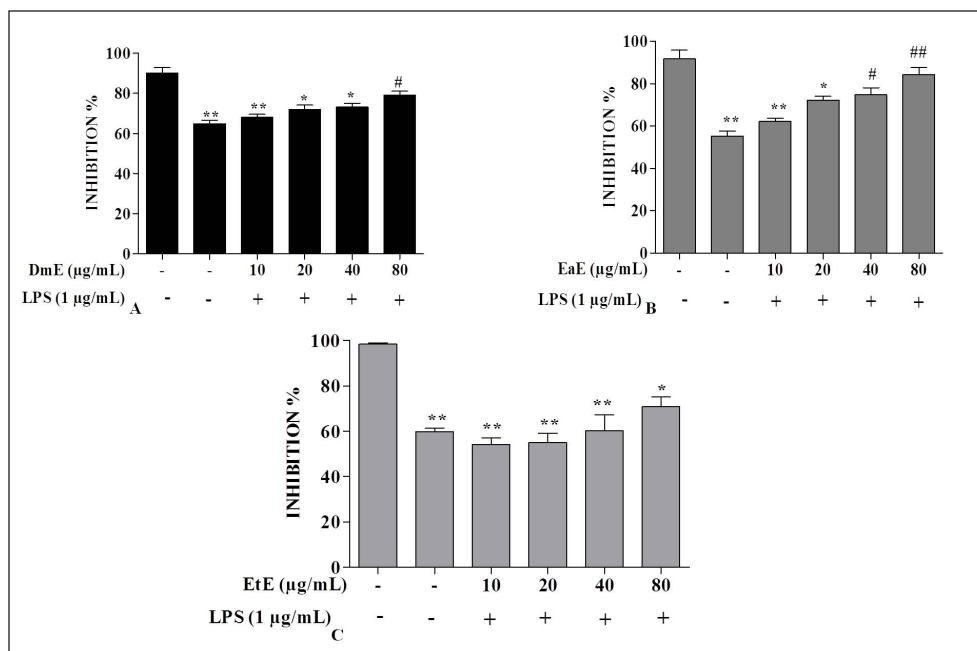 100
80
60
40
20
0
INHIBITION %
** ** * * #
DmE (µg/mL) - - 10 20 40 80
LPS (1 µg/mL) - - + + + +
A
100
80
60
40
20
0
INHIBITION %
** ** * # ##
EaE (µg/mL) - - 10 20 40 80
LPS (1 µg/mL) - - + + + +
B
100
80
60
40
20
0
INHIBITION %
** ** ** ** *
EtE (µg/mL) - - 10 20 40 80
LPS (1 µg/mL) - - + + + +
C